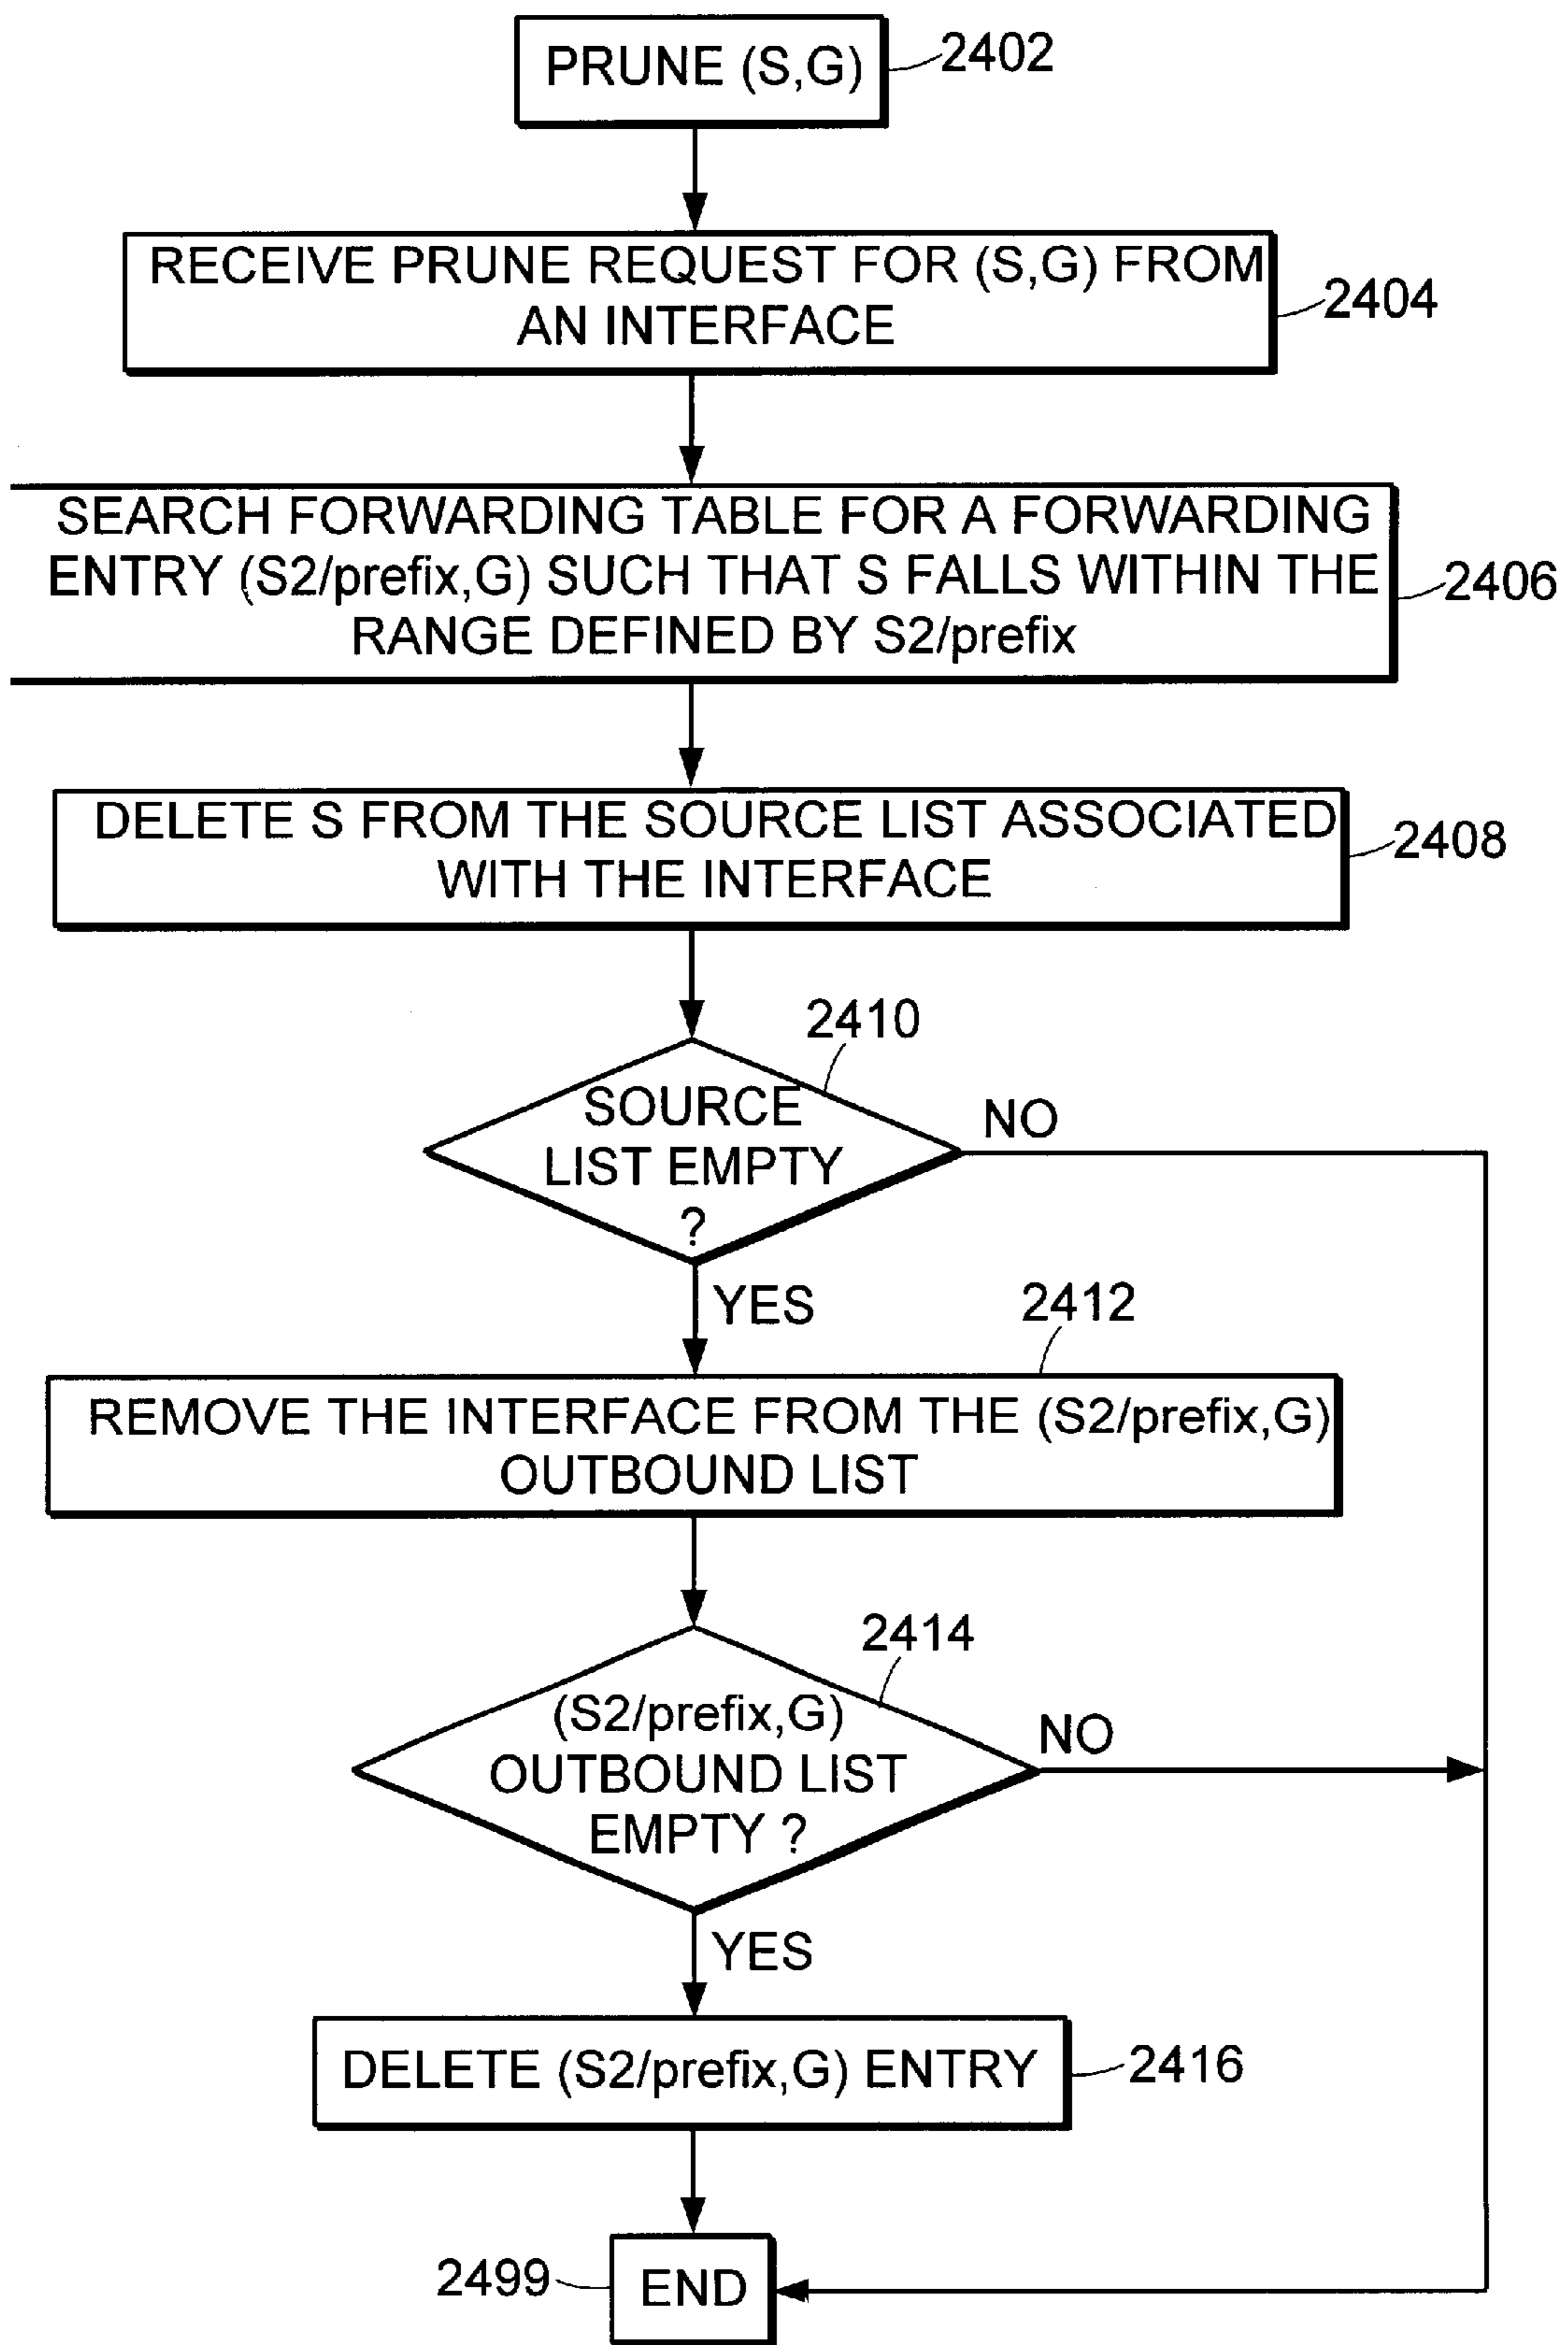 PRUNE (S,G)
2402
RECEIVE PRUNE REQUEST FOR (S,G) FROM
AN INTERFACE
2404
SEARCH FORWARDING TABLE FOR A FORWARDING
ENTRY (S2/prefix,G) SUCH THAT S FALLS WITHIN THE
RANGE DEFINED BY S2/prefix
2406
DELETE S FROM THE SOURCE LIST ASSOCIATED
WITH THE INTERFACE
2408
2410
SOURCE
LIST EMPTY
?
NO
YES
2412
REMOVE THE INTERFACE FROM THE (S2/prefix,G)
OUTBOUND LIST
2414
(S2/prefix,G)
OUTBOUND LIST
EMPTY ?
NO
YES
DELETE (S2/prefix,G) ENTRY
2416
2499
END